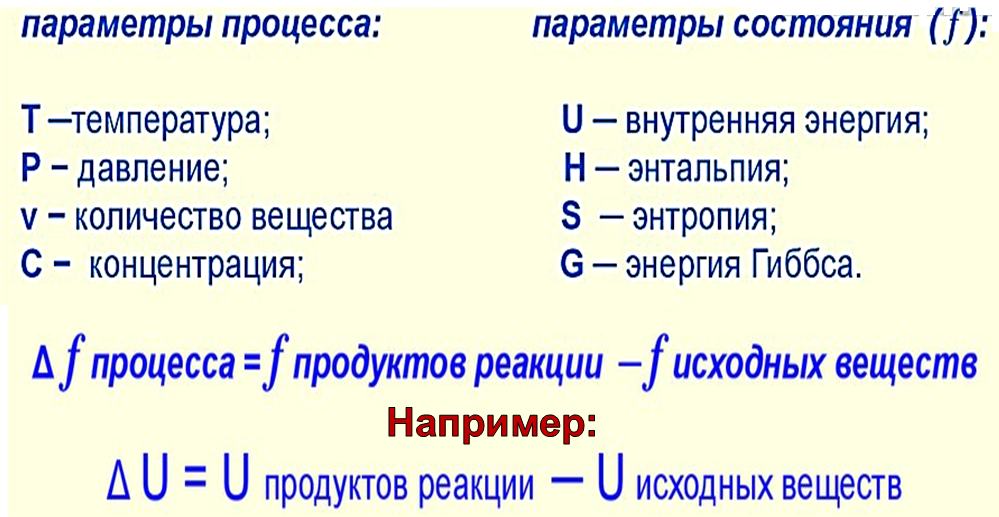 параметры процесса: параметры состояния (f):
T —температура; U — внутренняя энергия;
P – давление; H — энтальпия;
ν – количество вещества S — энтропия;
C – концентрация; G — энергия Гиббса.
Δ f процесса = f продуктов реакции – f исходных веществ
Например:
Δ U = U продуктов реакции — U исходных веществ